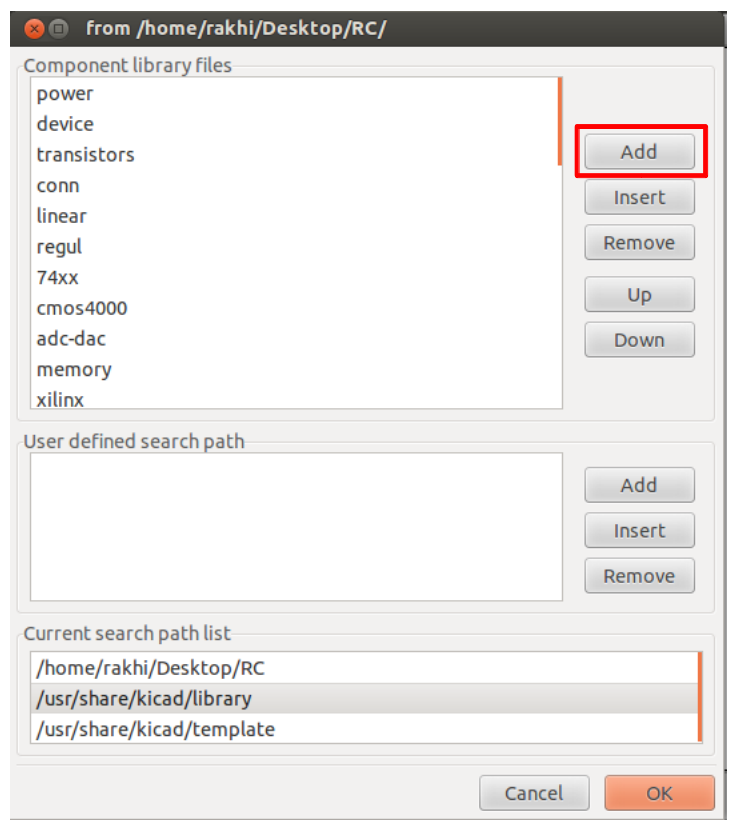 from /home/rakhi/Desktop/RC/
Component library files
power
device
transistors
conn
linear
regul
74xx
cmos4000
adc-dac
memory
xilinx
Add
Insert
Remove
Up
Down
User defined search path
Add
Insert
Remove
Current search path list
/home/rakhi/Desktop/RC
/usr/share/kicad/library
/usr/share/kicad/template
Cancel
OK